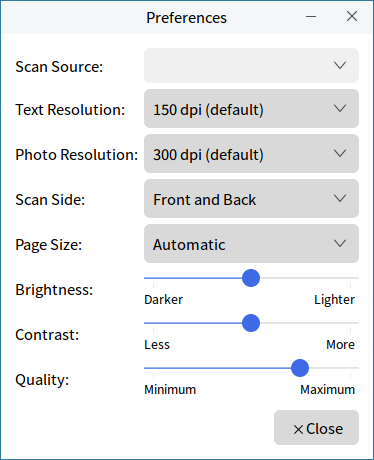 Preferences
Scan Source:
Text Resolution: 150 dpi (default)
Photo Resolution: 300 dpi (default)
Scan Side: Front and Back
Page Size: Automatic
Brightness:
Darker Lighter
Contrast:
Less More
Quality:
Minimum Maximum
Close